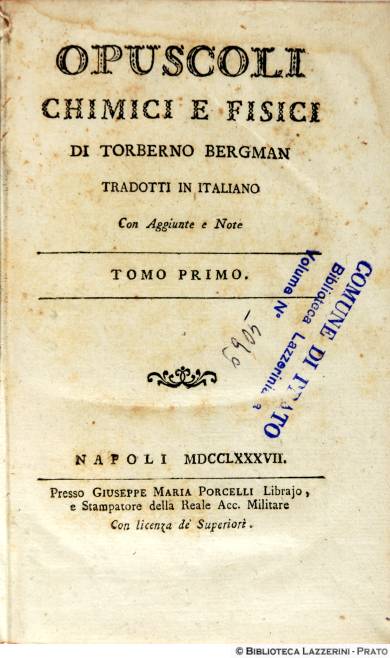 OPUSCOLI
CHIMICI E FISICI
DI TORBERNO BERGMAN
TRADOTTI IN ITALIANO
Con Aggiunte e Note
TOMO PRIMO.
COMUNE DI PRATO
Biblioteca Lazzeriniana
Volume N°
5905
NAPOLI MDCCLXXXVII.
Presso GIUSEPPE MARIA PORCELLI Librajo,
e Stampatore della Reale Acc. Militare
Con licenza de' Superiori.
© BIBLIOTECA LAZZERINI - PRATO